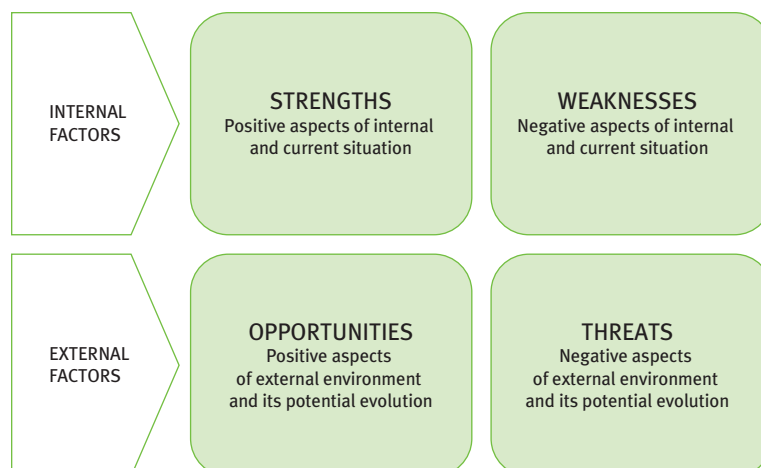 INTERNAL
FACTORS
STRENGTHS
Positive aspects of internal
and current situation
WEAKNESSES
Negative aspects of internal
and current situation
EXTERNAL
FACTORS
OPPORTUNITIES
Positive aspects
of external environment
and its potential evolution
THREATS
Negative aspects
of external environment
and its potential evolution